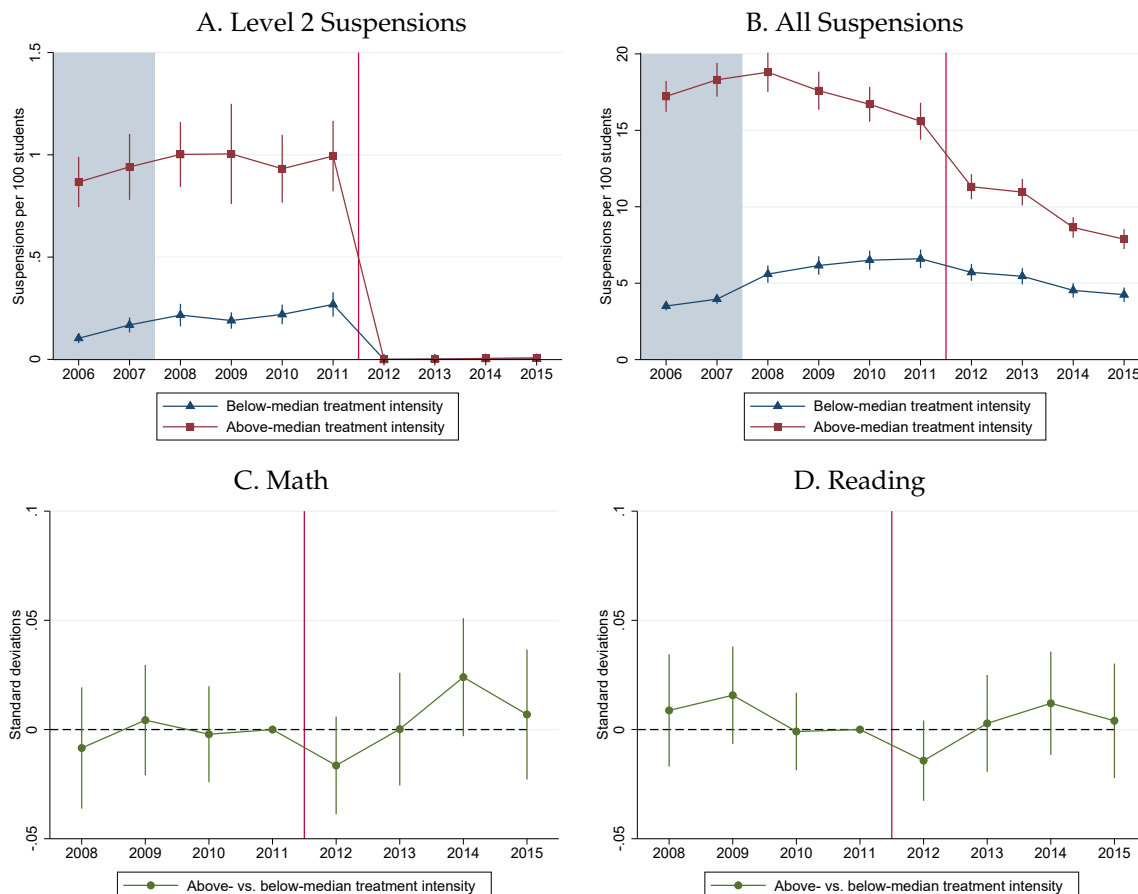 A. Level 2 Suspensions
Suspensions per 100 students
1.5
1
.5
0
2006 2007 2008 2009 2010 2011 2012 2013 2014 2015
Below-median treatment intensity
Above-median treatment intensity
B. All Suspensions
Suspensions per 100 students
20
15
10
5
0
2006 2007 2008 2009 2010 2011 2012 2013 2014 2015
Below-median treatment intensity
Above-median treatment intensity
C. Math
Standard deviations
.1
.05
0
-.05
2008 2009 2010 2011 2012 2013 2014 2015
Above- vs. below-median treatment intensity
D. Reading
Standard deviations
.1
.05
0
-.05
2008 2009 2010 2011 2012 2013 2014 2015
Above- vs. below-median treatment intensity